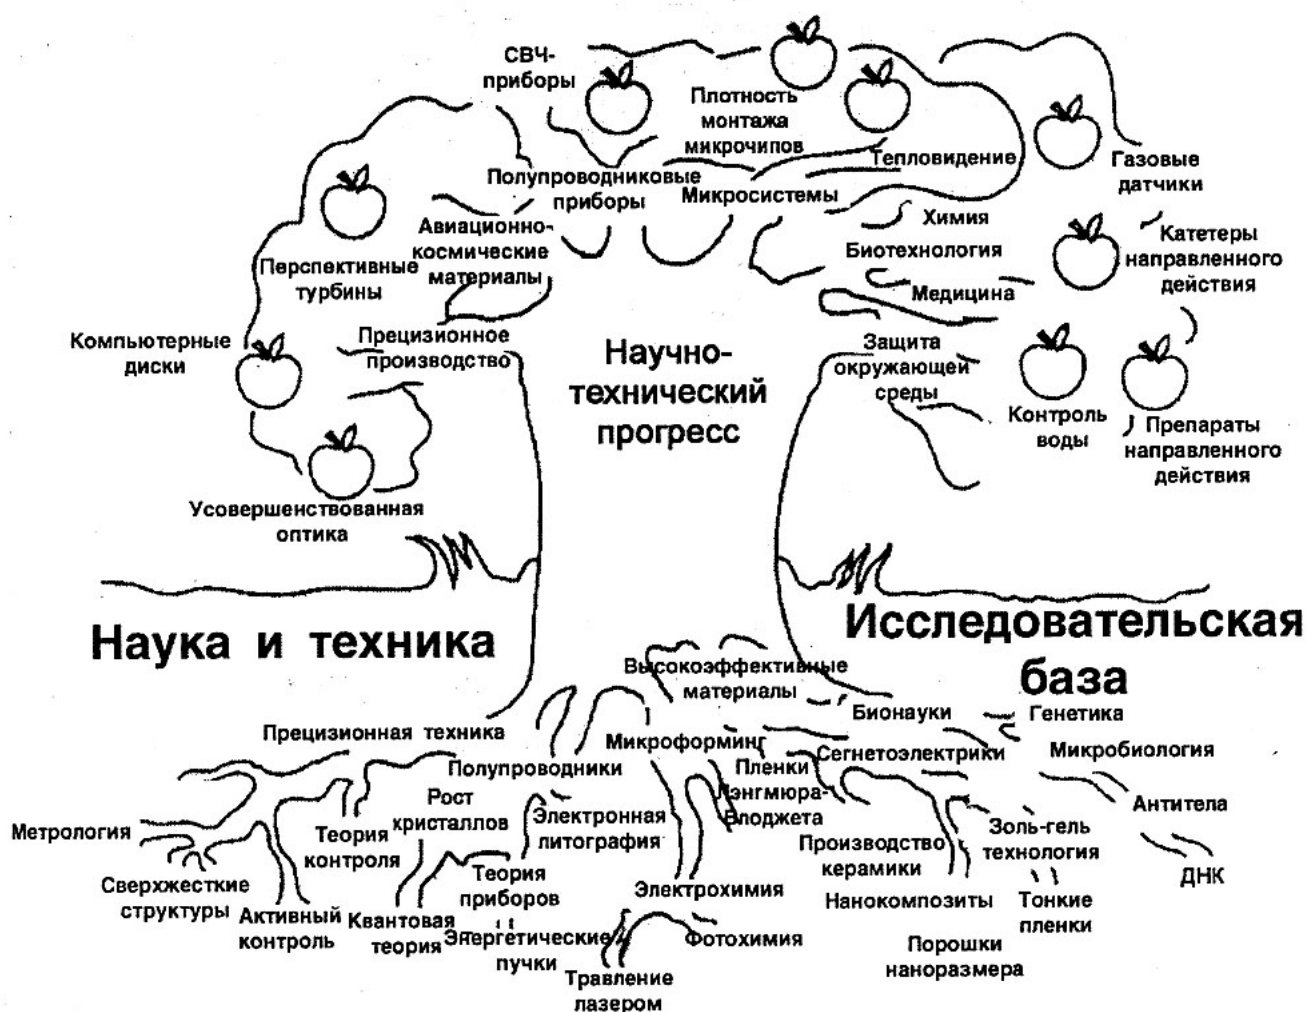 СВЧ-
приборы
Плотность
монтажа
микрочипов
Тепловидение
Газовые
датчики
Полупроводниковые
приборы
Микросистемы
Химия
Авиационно-
космические
материалы
Биотехнология
Катетеры
направленного
действия
Перспективные
турбины
Медицина
Компьютерные
диски
Прецизионное
производство
Научно-
технический
прогресс
Защита
окружающей
среды
Контроль
воды
Препараты
направленного
действия
Усовершенствованная
оптика
Наука и техника
Исследовательская
база
Высокоэффективные
материалы
Бионауки
Генетика
Прецизионная техника
Микроформинг
Сегнетоэлектрики
Микробиология
Полупроводники
Пленки
Лэнгмюра-
Блоджета
Рост
кристаллов
Электронная
литография
Антитела
Метрология
Теория
контроля
Производство
керамики
Золь-гель
технология
Сверхжесткие
структуры
Теория
приборов
Электрохимия
ДНК
Активный
контроль
Квантовая
теория
Нанокомпозиты
Тонкие
пленки
Энергетические
пучки
Фотохимия
Порошки
наноразмера
Травление
лазером